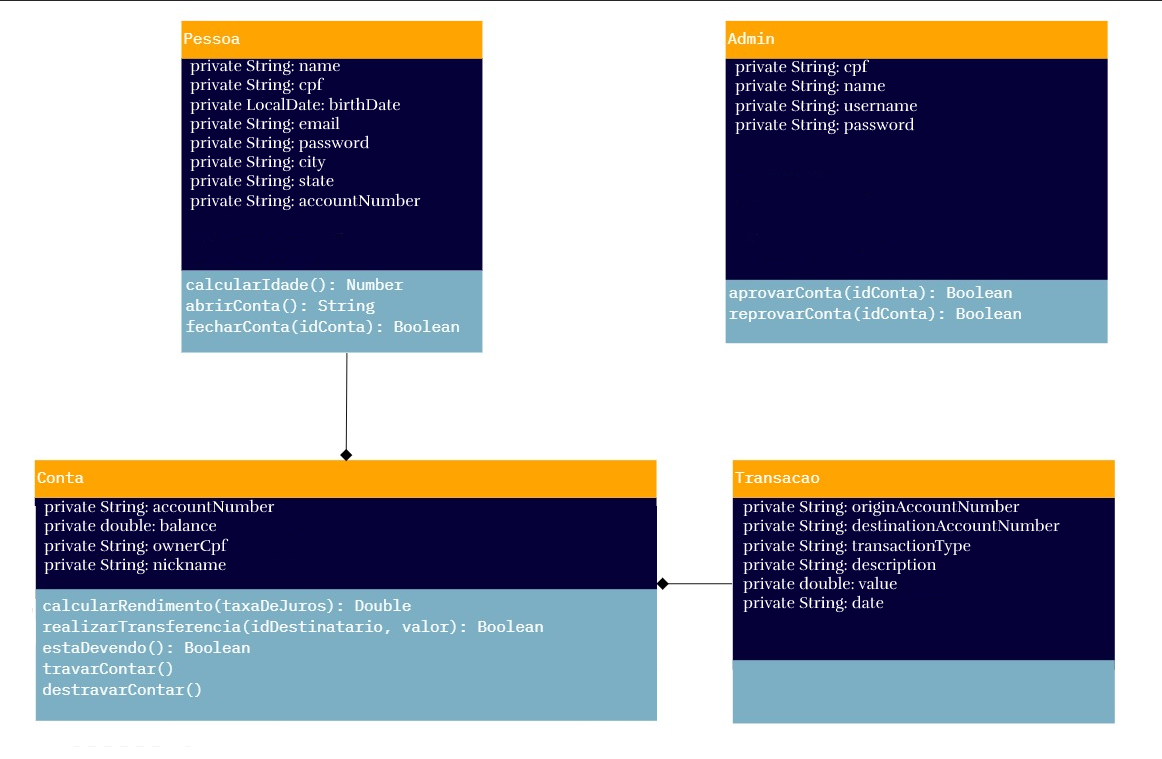 Pessoa
private String: name
private String: cpf
private LocalDate: birthDate
private String: email
private String: password
private String: city
private String: state
private String: accountNumber
calcularIdade(): Number
abrirConta(): String
fecharConta(idConta): Boolean
Admin
private String: cpf
private String: name
private String: username
private String: password
aprovarConta(idConta): Boolean
reprovarConta(idConta): Boolean
Conta
private String: accountNumber
private double: balance
private String: ownerCpf
private String: nickname
calcularRendimento(taxaDeJuros): Double
realizarTransferencia(idDestinatario, valor): Boolean
estaDevendo(): Boolean
travarContar()
destravarContar()
Transacao
private String: originAccountNumber
private String: destinationAccountNumber
private String: transactionType
private String: description
private double: value
private String: date